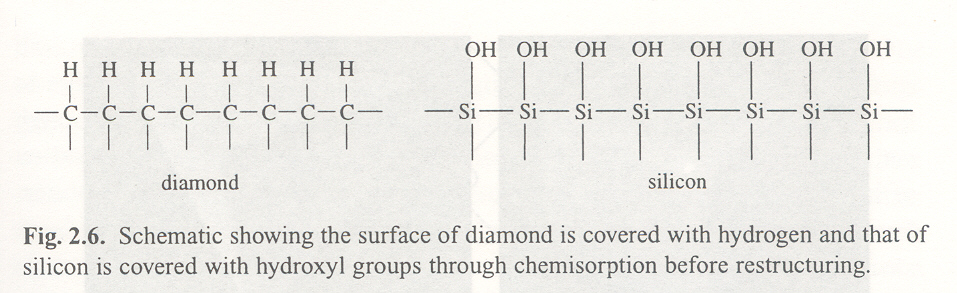 OH OH OH OH OH OH OH OH
H H H H H H H H
—C—C—C—C—C—C—C—C—
—Si—Si—Si—Si—Si—Si—Si—Si—
diamond
silicon
Fig. 2.6. Schematic showing the surface of diamond is covered with hydrogen and that of
silicon is covered with hydroxyl groups through chemisorption before restructuring.